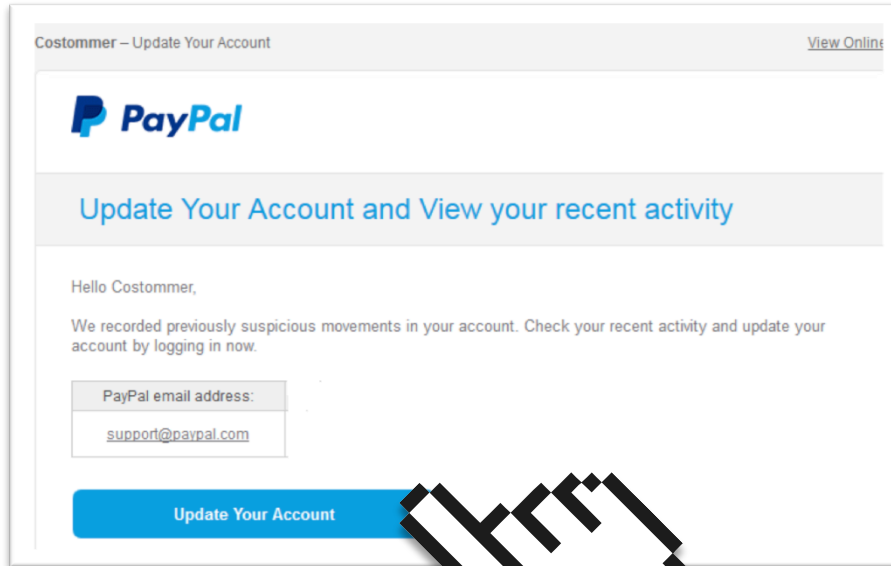 Costommer – Update Your Account
View Online
PayPal
Update Your Account and View your recent activity
Hello Costommer,
We recorded previously suspicious movements in your account. Check your recent activity and update your
account by logging in now.
PayPal email address:
support@paypal.com
Update Your Account